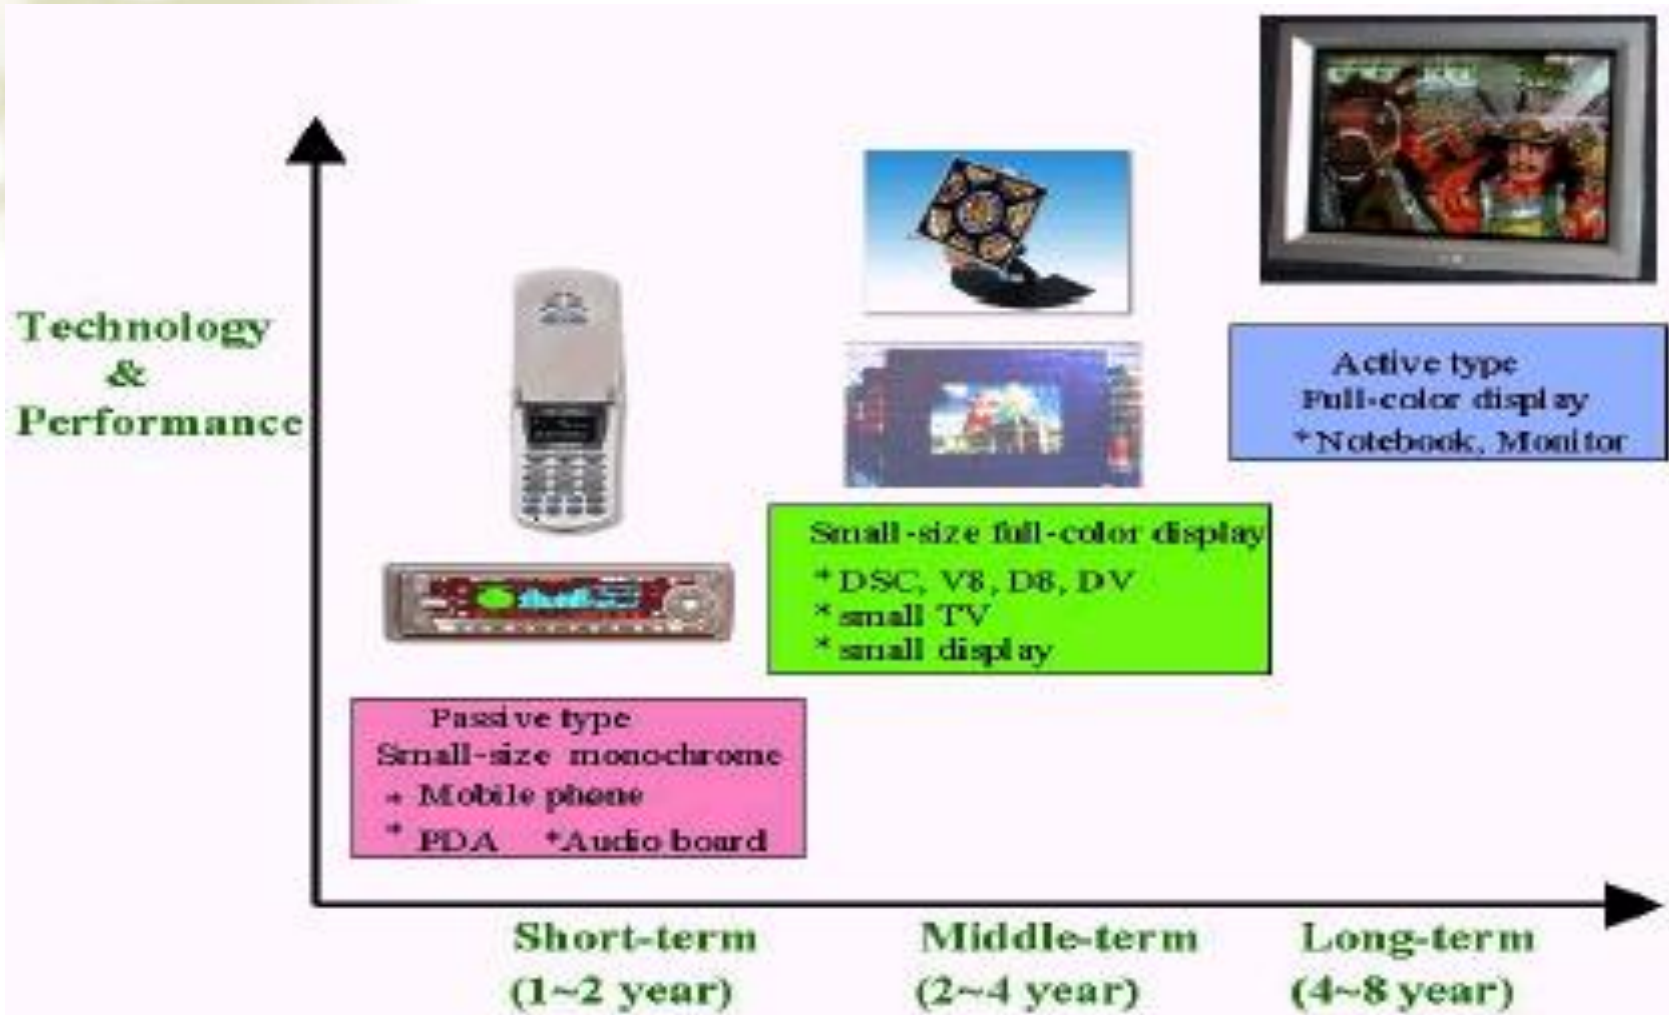 Technology
&
Performance
Passive type
Small-size monochrome
* Mobile phone
* PDA *Audio board
Small-size full-color display
* DSC, V8, D8, DV
* small TV
* small display
Active type
Full-color display
*Notebook, Monitor
Short-term
(1~2 year)
Middle-term
(2~4 year)
Long-term
(4~8 year)